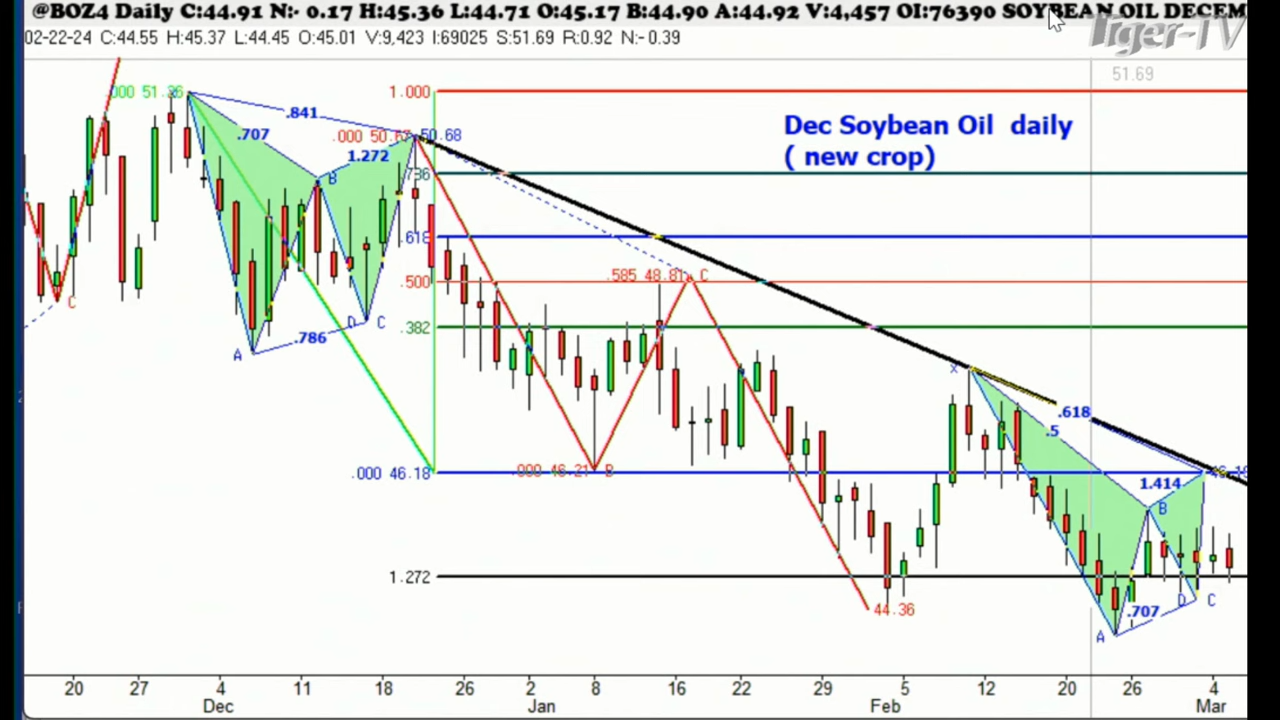 @BOZ4 Daily C:44.91 N:- 0.17 H:45.36 L:44.71 O:45.17 B:44.90 A:44.92 V:4,457 OI:76390 SOYBEAN OIL DECEM
02-22-24 C:44.55 H:45.37 L:44.45 O:45.01 V:9,423 I:69025 S:51.69 R:0.92 N:-0.39
Tiger-TV
51.69
.000 51.26
1.000
.841
Dec Soybean Oil daily
( new crop)
.707
.000 50.67
50.68
1.272
.736
B
.618
.585 48.81
C
.500
C
D
C
.382
.786
A
X
.618
.5
.000 46.18
.000 46.21
B
1.414
B
1.272
44.36
D
C
.707
A
20 27 4 11 18 26 2 8 16 22 29 5 12 20 26 4
Dec Jan Feb Mar